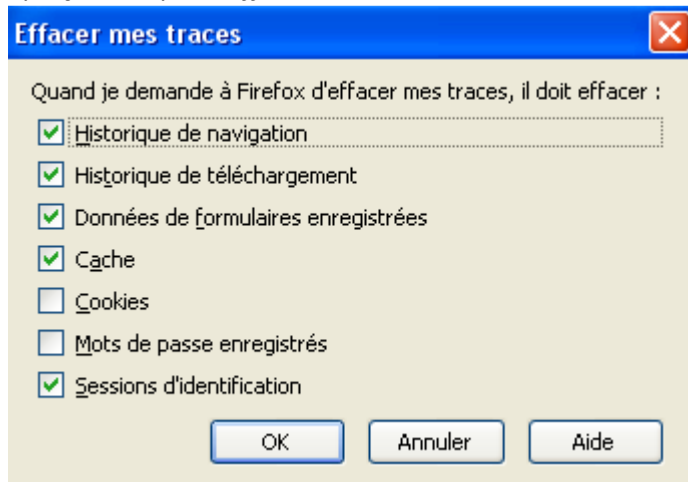 Effacer mes traces
Quand je demande à Firefox d'effacer mes traces, il doit effacer :
Historique de navigation
Historique de téléchargement
Données de formulaires enregistrées
Cache
Cookies
Mots de passe enregistrés
Sessions d'identification
OK Annuler Aide